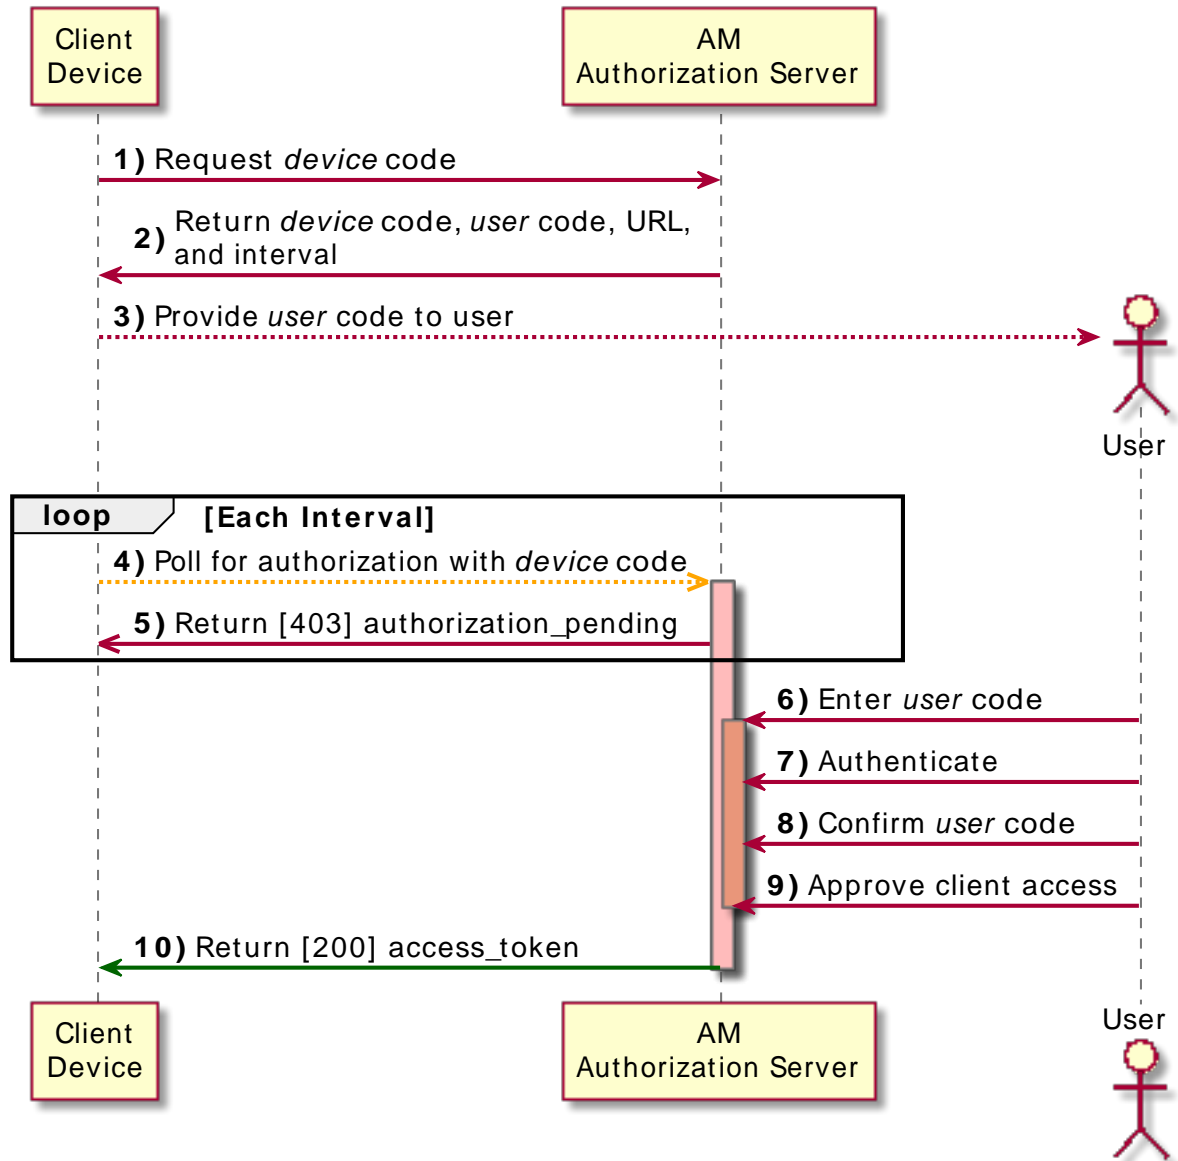 Client
Device
AM
Authorization Server
1) Request device code
2) Return device code, user code, URL,
and interval
3) Provide user code to user
User
loop [Each Interval]
4) Poll for authorization with device code
5) Return [403] authorization_pending
6) Enter user code
7) Authenticate
8) Confirm user code
9) Approve client access
10) Return [200] access_token
Client
Device
AM
Authorization Server
User